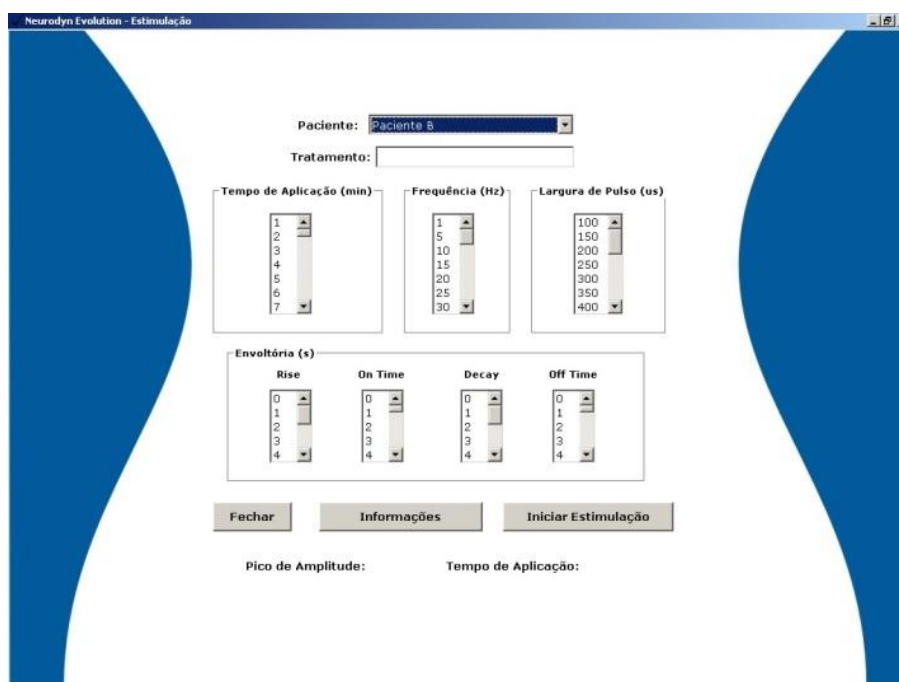 Neurodyn Evolution - Estimulação
Paciente: Paciente B
Tratamento:
Tempo de Aplicação (min) Frequência (Hz) Largura de Pulso (us)
1 1 100
2 5 150
3 10 200
4 15 250
5 20 300
6 25 350
7 30 400
Envoltória (s)
Rise On Time Decay Off Time
0 0 0 0
1 1 1 1
2 2 2 2
3 3 3 3
4 4 4 4
Fechar Informações Iniciar Estimulação
Pico de Amplitude: Tempo de Aplicação: